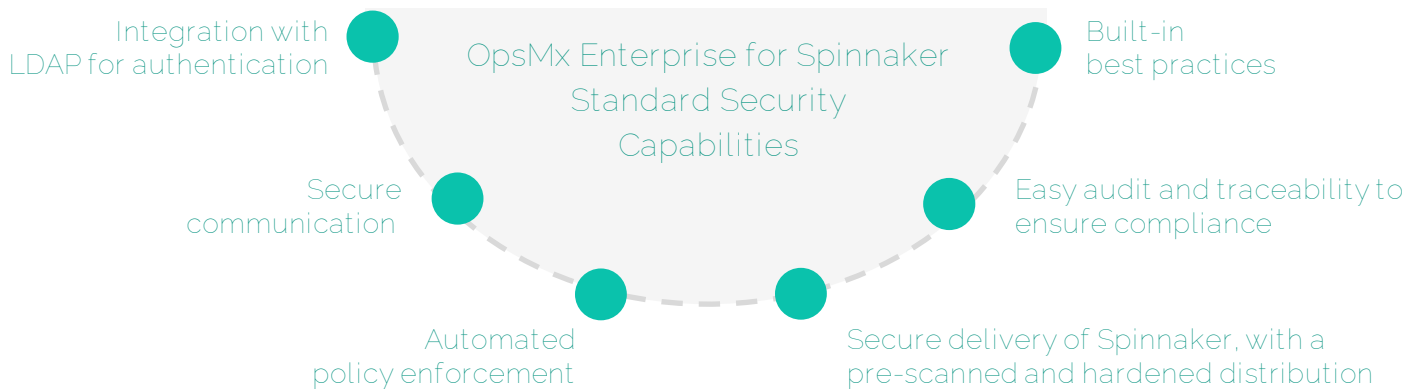 OpsMx Enterprise for Spinnaker
Standard Security
Capabilities
Integration with
LDAP for authentication
Secure
communication
Automated
policy enforcement
Secure delivery of Spinnaker, with a
pre-scanned and hardened distribution
Easy audit and traceability to
ensure compliance
Built-in
best practices